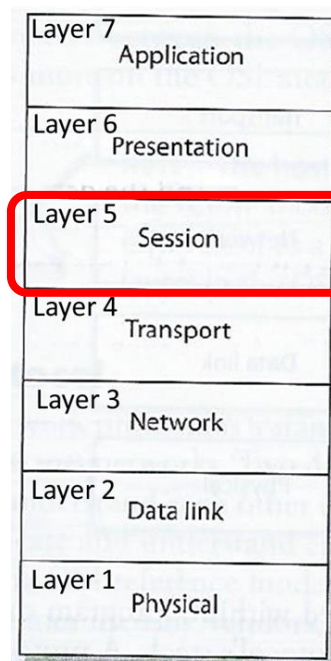 Layer 7
Application
Layer 6
Presentation
Layer 5
Session
Layer 4
Transport
Layer 3
Network
Layer 2
Data link
Layer 1
Physical